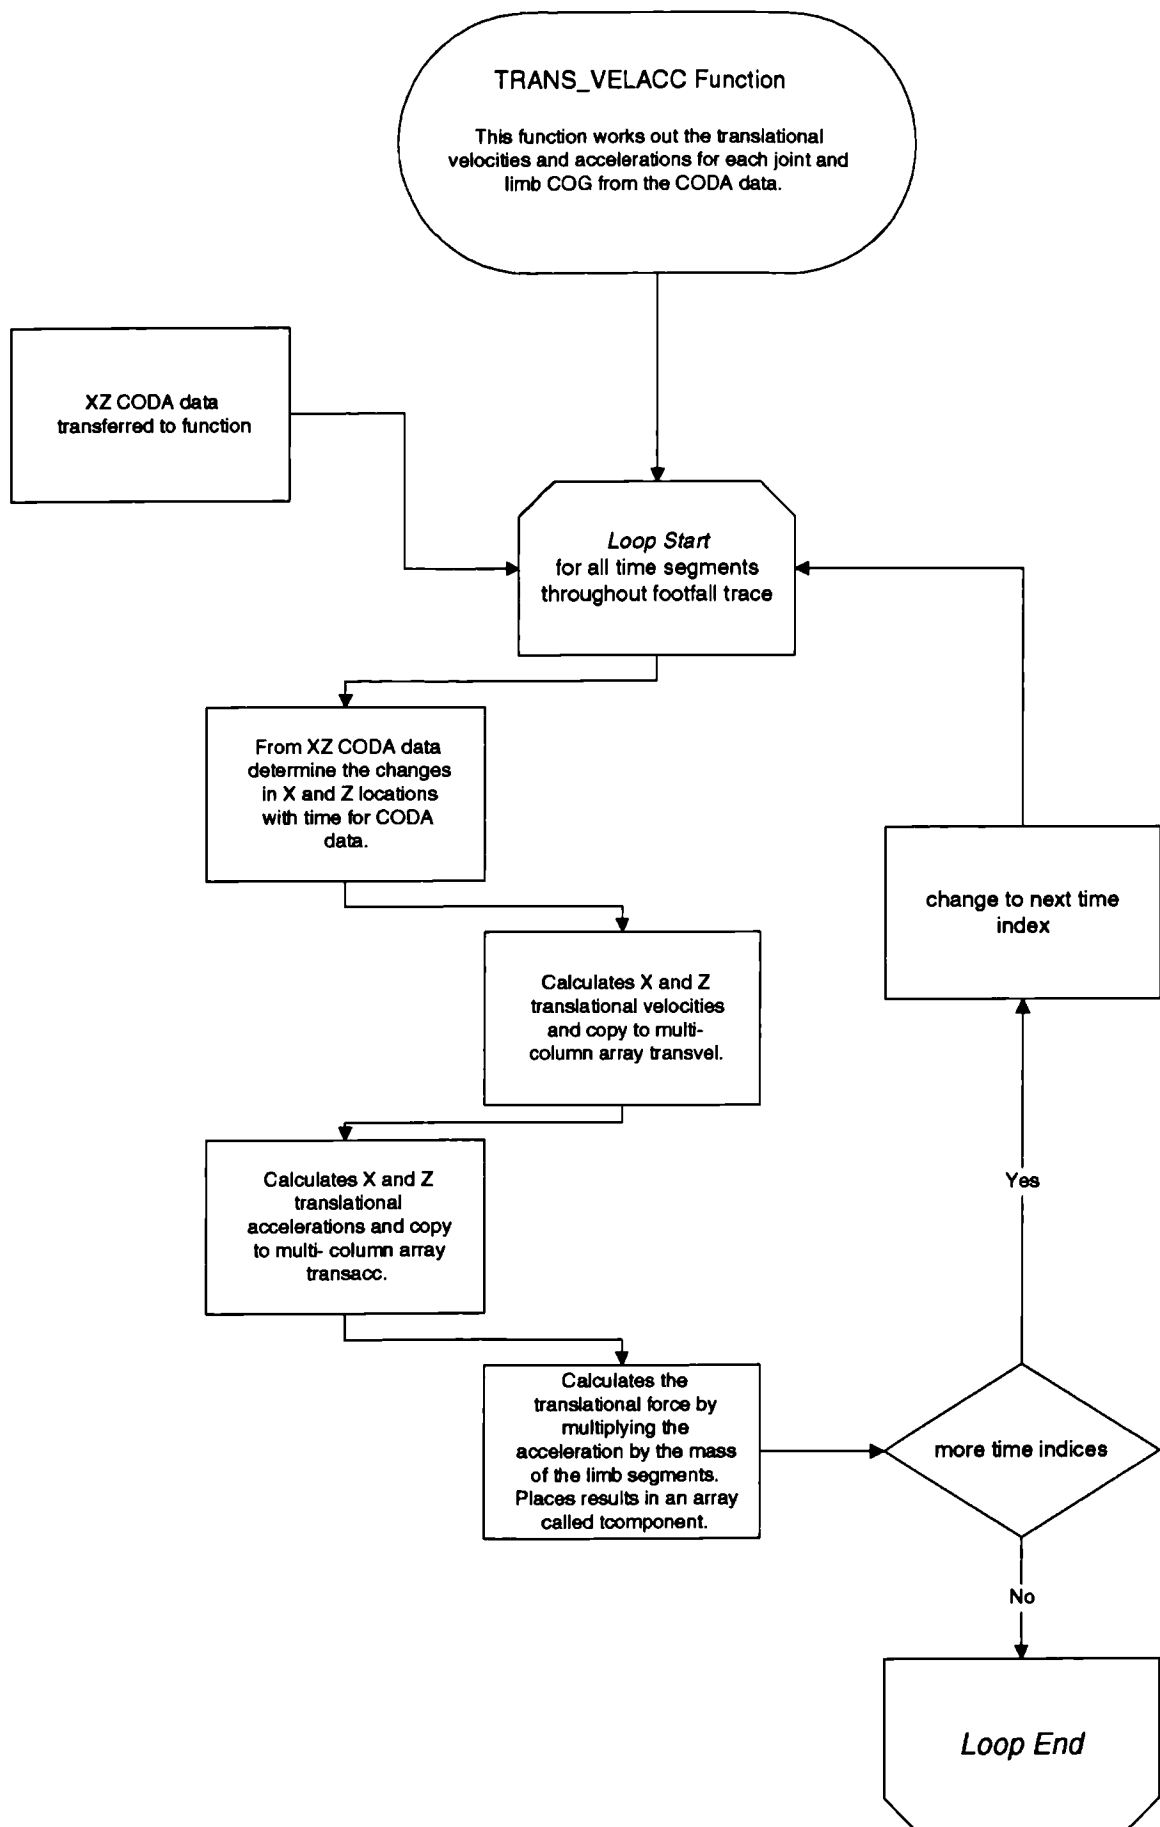 TRANS_VELACC Function
This function works out the translational
velocities and accelerations for each joint and
limb COG from the CODA data.
XZ CODA data
transferred to function
Loop Start
for all time segments
throughout footfall trace
From XZ CODA data
determine the changes
in X and Z locations
with time for CODA
data.
change to next time
index
Calculates X and Z
translational velocities
and copy to multi-
column array transvel.
Calculates X and Z
translational
accelerations and copy
to multi- column array
transacc.
Yes
Calculates the
translational force by
multiplying the
acceleration by the mass
of the limb segments.
Places results in an array
called tcomponent.
more time indices
No
Loop End